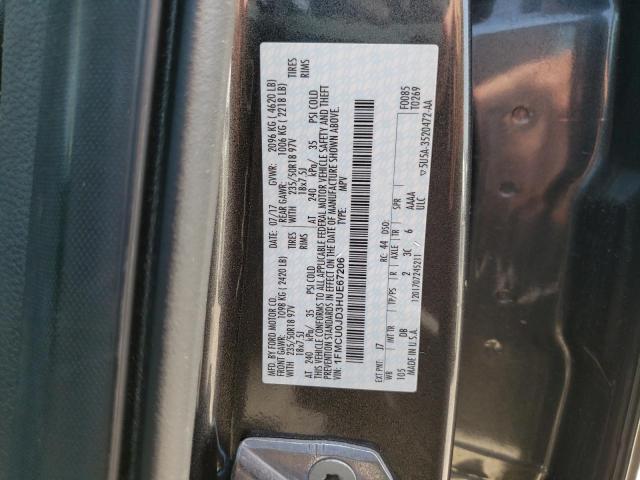 MFD. BY FORD MOTOR CO. DATE: 07/17 GVWR: 2096 KG ( 4620 LB)
FRONT GAWR: 1098 KG ( 2420 LB) REAR GAWR: 1006 KG ( 2218 LB)
WITH 235/50R18 97V TIRES WITH 235/50R18 97V TIRES
18x7.5J RIMS 18x7.5J RIMS
AT 240 kPa/ 35 PSI COLD AT 240 kPa/ 35 PSI COLD
THIS VEHICLE CONFORMS TO ALL APPLICABLE FEDERAL MOTOR VEHICLE SAFETY AND THEFT
PREVENTION STANDARDS IN EFFECT ON THE DATE OF MANUFACTURE SHOWN ABOVE.
VIN: 1FMCU0JD3HUE67206 TYPE: MPV
F0085
T0269
EXT PNT: J7 RC: 44 DSO:
WB INT TR TP/PS R AXLE TR SPR
105 DB 2 3C 6 AAAA
MADE IN U.S.A. 1201707245211 ULC
5U5A-3520472-AA